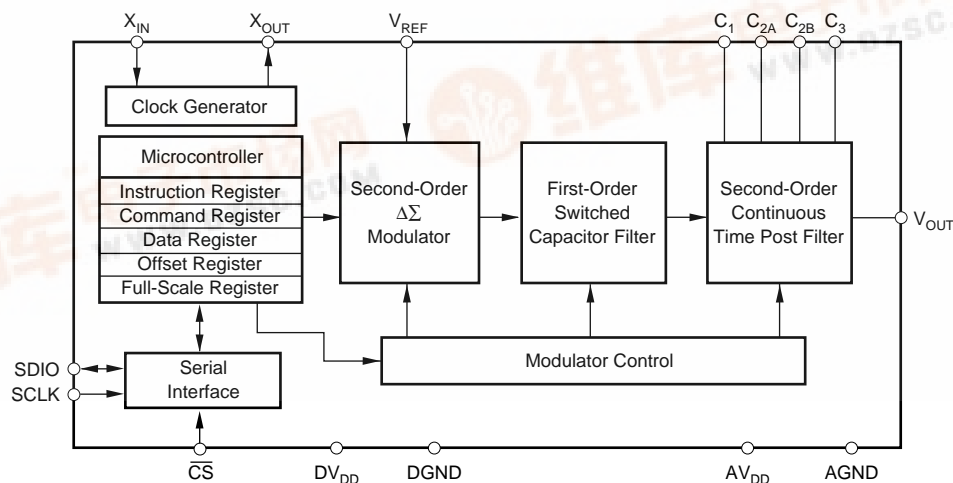 X_IN X_OUT V_REF C_1 C_2A C_2B C_3
Clock Generator
Microcontroller
Instruction Register
Command Register
Data Register
Offset Register
Full-Scale Register
Second-Order
ΔΣ
Modulator
First-Order
Switched
Capacitor Filter
Second-Order
Continuous
Time Post Filter
V_OUT
Modulator Control
SDIO
SCLK
Serial
Interface
C̅S̅ DV_DD DGND AV_DD AGND